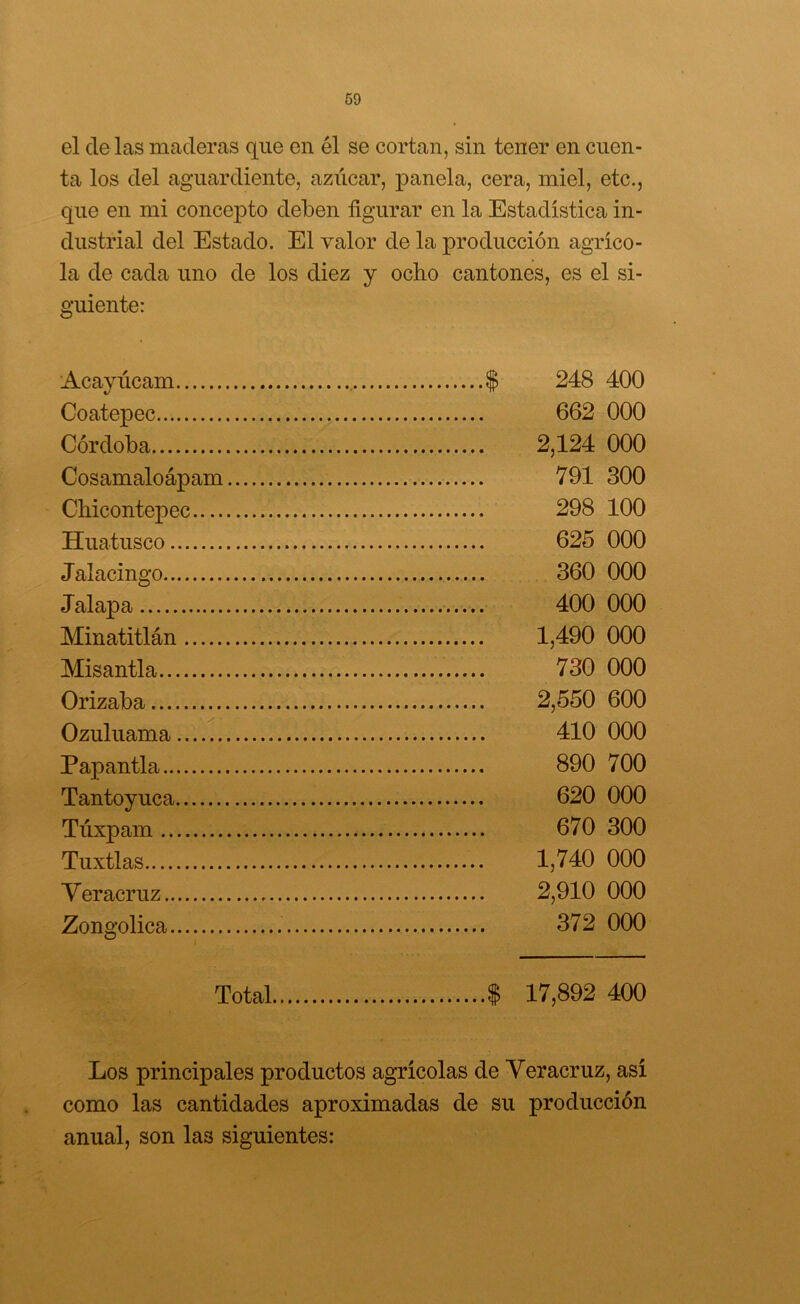 59
el de las maderas que en él se cortan, sin tener en cuen-
ta los del aguardiente, azúcar, panela, cera, miel, etc.,
que en mi concepto deben figurar en la Estadística in-
dustrial del Estado. El valor de la producción agríco-
la de cada uno de los diez y ocho cantones, es el si-
guiente:
Acayúcam........................................$ 248 400
Coatepec........................................ 662 000
Córdoba........................................ 2,124 000
Cosamaloápam........................................ 791 300
Chicontepec........................................ 298 100
Huatusco........................................ 625 000
Jalacingo........................................ 360 000
Jalapa........................................ 400 000
Minatitlán........................................ 1,490 000
Misantla........................................ 730 000
Orizaba........................................ 2,550 600
Ozuluama........................................ 410 000
Papantla........................................ 890 700
Tantoyuca........................................ 620 000
Túxpam........................................ 670 300
Tuxtlas........................................ 1,740 000
Veracruz........................................ 2,910 000
Zongolica........................................ 372 000
Total............................$ 17,892 400
Los principales productos agrícolas de Veracruz, así
como las cantidades aproximadas de su producción
anual, son las siguientes: